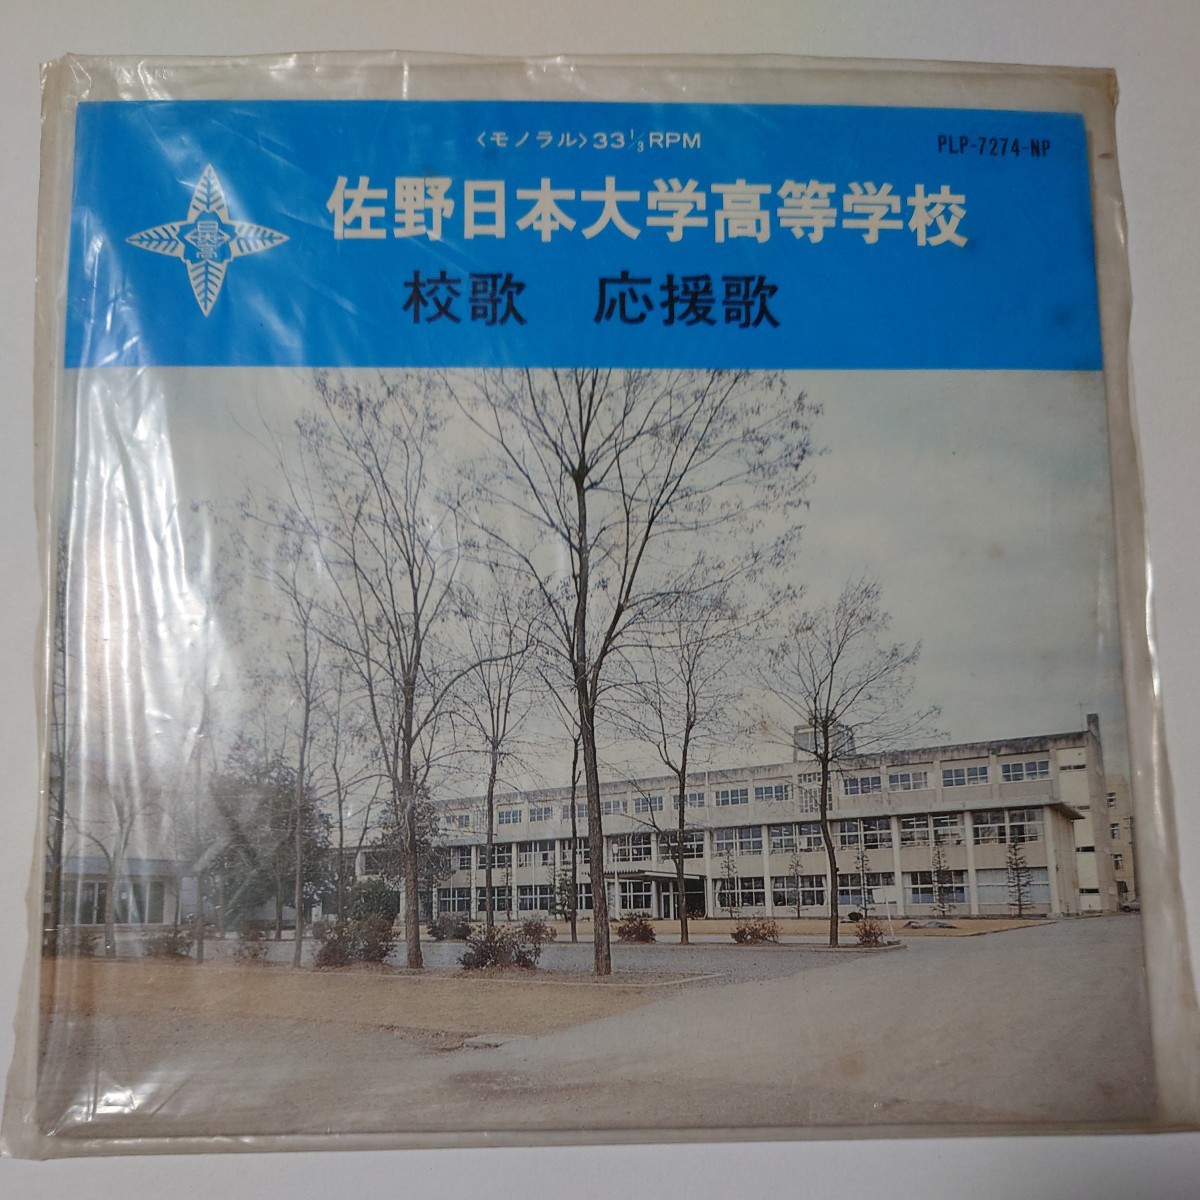 〈モノラル〉33 1/3 RPM
PLP-7274-NP
佐野日本大学高等学校
校歌　応援歌